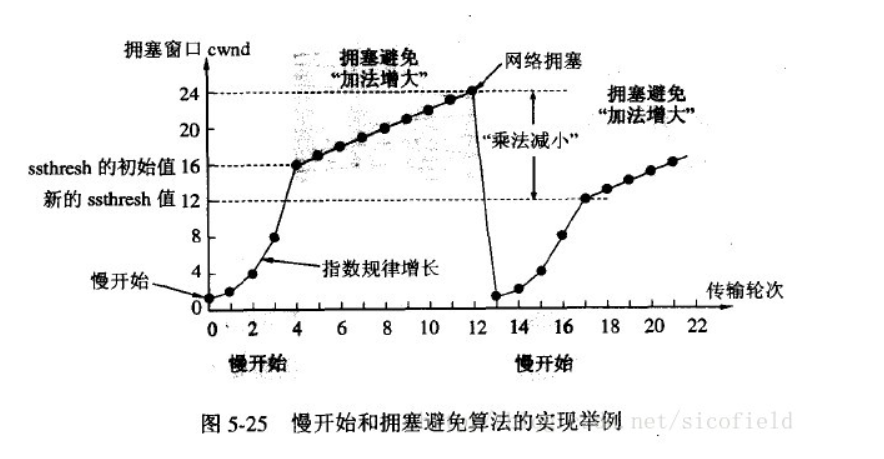 拥塞窗口 cwnd
拥塞避免
“加法增大”
网络拥塞
拥塞避免
“加法增大”
“乘法减小”
24
20
ssthresh 的初始值 16
新的 ssthresh 值 12
8
4
0
慢开始
指数规律增长
传输轮次
0 2 4 6 8 10 12 14 16 18 20 22
慢开始
慢开始
图 5-25 慢开始和拥塞避免算法的实现举例
net/sicofield